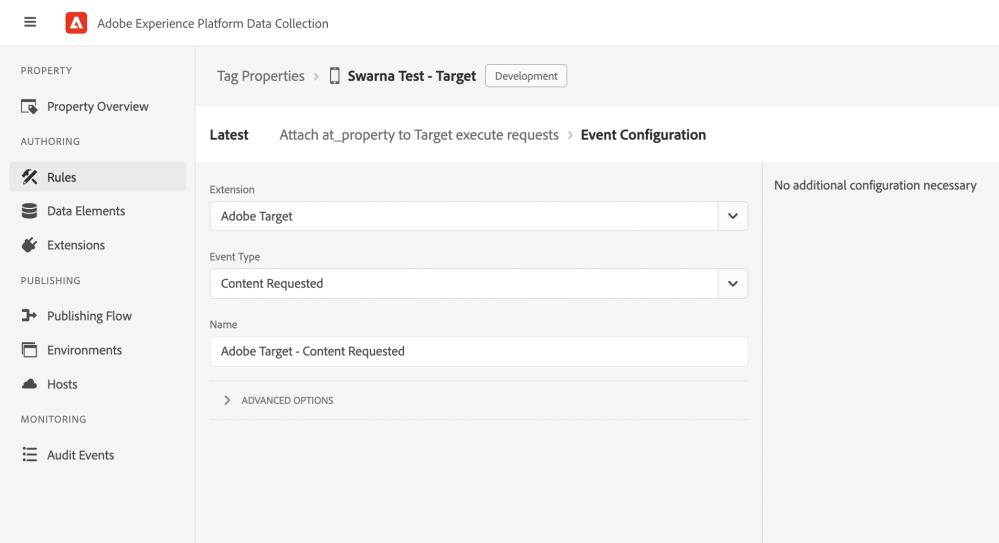 Adobe Experience Platform Data Collection
PROPERTY
Property Overview
AUTHORING
Rules
Data Elements
Extensions
PUBLISHING
Publishing Flow
Environments
Hosts
MONITORING
Audit Events
Tag Properties > Swarna Test - Target Development
Latest Attach at_property to Target execute requests > Event Configuration
Extension
Adobe Target
Event Type
Content Requested
Name
Adobe Target - Content Requested
ADVANCED OPTIONS
No additional configuration necessary